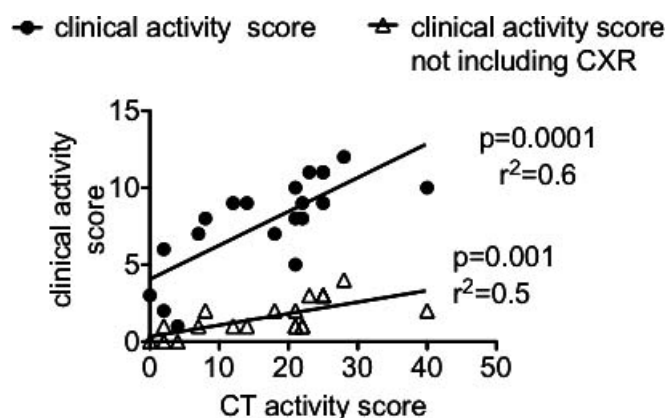 clinical activity score
clinical activity score
not including CXR
15
10
5
0
clinical activity
score
p=0.0001
r²=0.6
p=0.001
r²=0.5
0
10
20
30
40
50
CT activity score